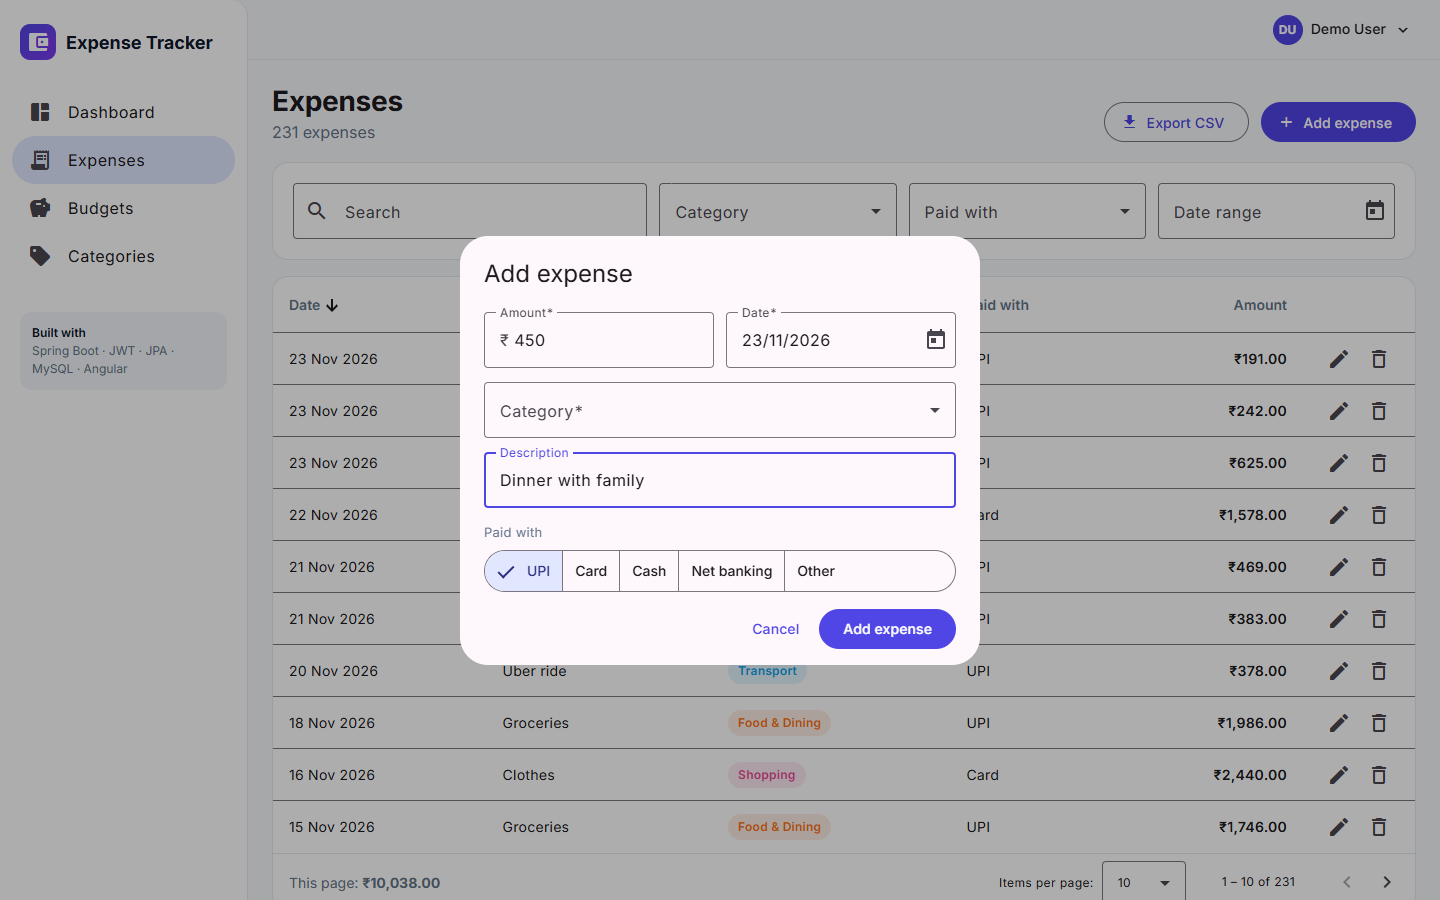 Expense Tracker
Dashboard
Expenses
Budgets
Categories
Built with
Spring Boot · JWT · JPA ·
MySQL · Angular
DU Demo User
Expenses
231 expenses
Export CSV
+ Add expense
Search
Category
Paid with
Date range
Date
Amount
23 Nov 2026 ₹191.00
23 Nov 2026 ₹242.00
23 Nov 2026 ₹625.00
22 Nov 2026 ₹1,578.00
21 Nov 2026 ₹469.00
21 Nov 2026 ₹383.00
20 Nov 2026 Uber ride Transport UPI ₹378.00
18 Nov 2026 Groceries Food & Dining UPI ₹1,986.00
16 Nov 2026 Clothes Shopping Card ₹2,440.00
15 Nov 2026 Groceries Food & Dining UPI ₹1,746.00
This page: ₹10,038.00
Items per page: 10 1 – 10 of 231
Add expense
Amount*
₹ 450
Date*
23/11/2026
Category*
Description
Dinner with family
Paid with
UPI Card Cash Net banking Other
Cancel
Add expense